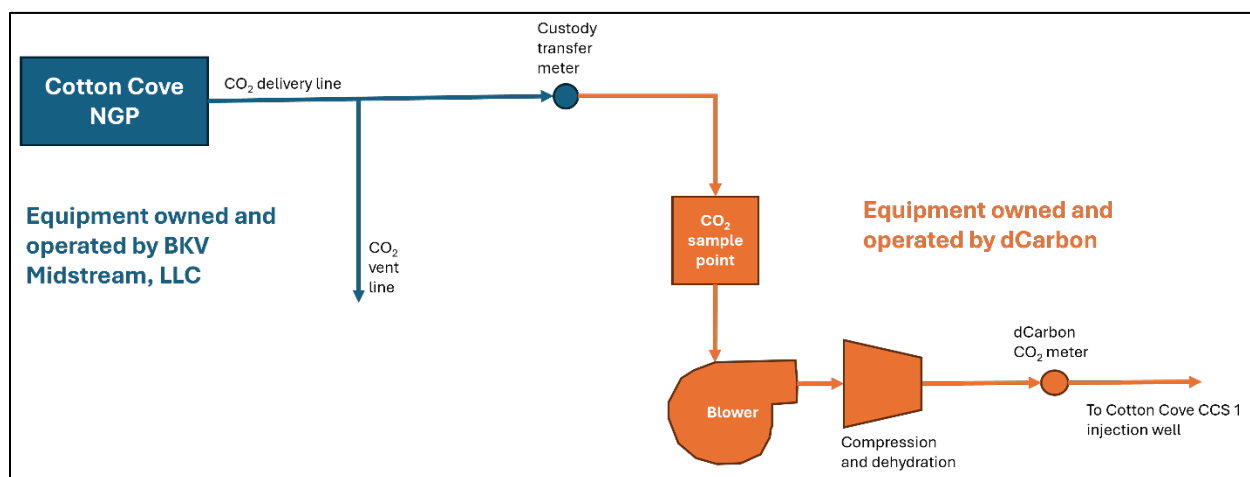 Cotton Cove
NGP
CO₂ delivery line
Custody
transfer
meter
Equipment owned and
operated by BKV
Midstream, LLC
CO₂
vent
line
CO₂
sample
point
Equipment owned and
operated by dCarbon
Blower
Compression
and dehydration
dCarbon
CO₂ meter
To Cotton Cove CCS 1
injection well